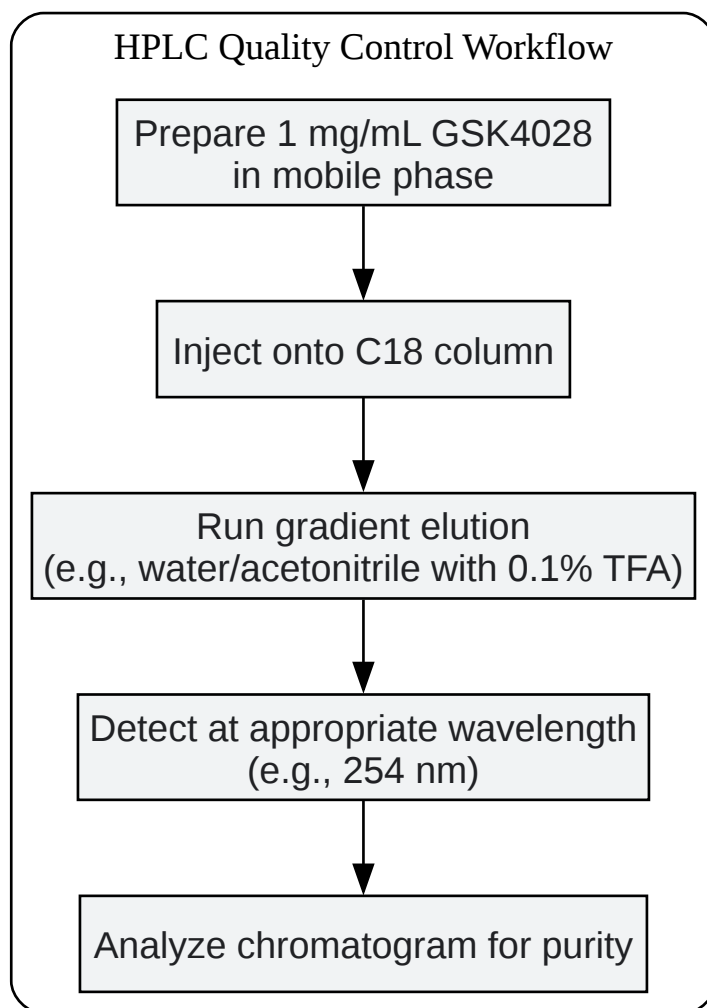 HPLC Quality Control Workflow
Prepare 1 mg/mL GSK4028
in mobile phase
Inject onto C18 column
Run gradient elution
(e.g., water/acetonitrile with 0.1% TFA)
Detect at appropriate wavelength
(e.g., 254 nm)
Analyze chromatogram for purity